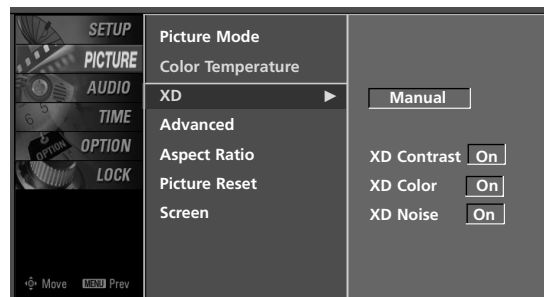 SETUP
PICTURE
AUDIO
TIME
OPTION
LOCK
Move MENU Prev
Picture Mode
Color Temperature
XD ▶
Advanced
Aspect Ratio
Picture Reset
Screen
Manual
XD Contrast On
XD Color On
XD Noise On